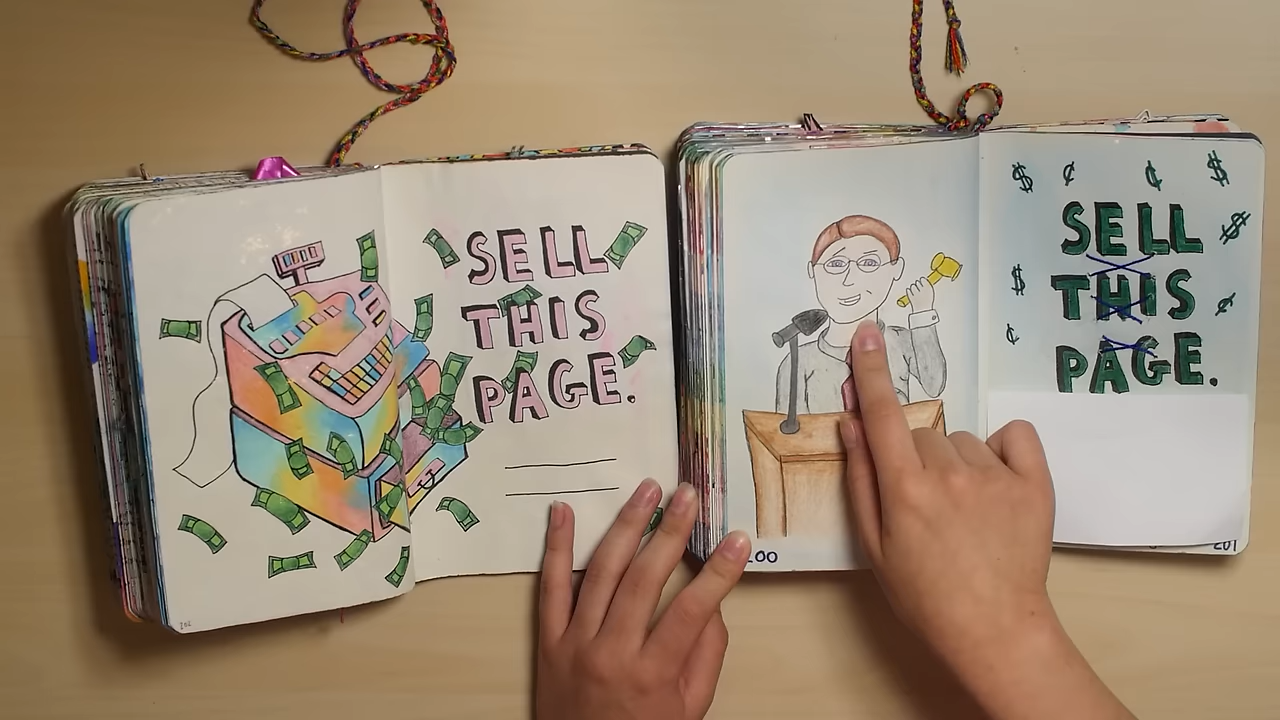 SELL
THIS
PAGE.
$ ¢ ¢ $
SELL
$
THIS
$
¢
¢
PAGE.
200
201